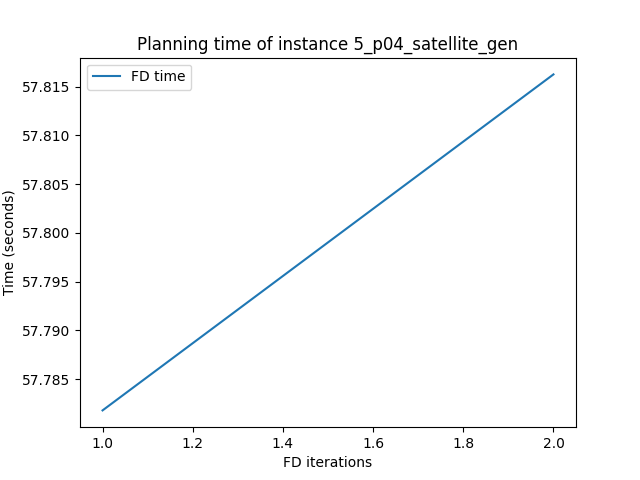 Planning time of instance 5_p04_satellite_gen
FD time
57.815
57.810
57.805
57.800
57.795
57.790
57.785
Time (seconds)
1.0 1.2 1.4 1.6 1.8 2.0
FD iterations